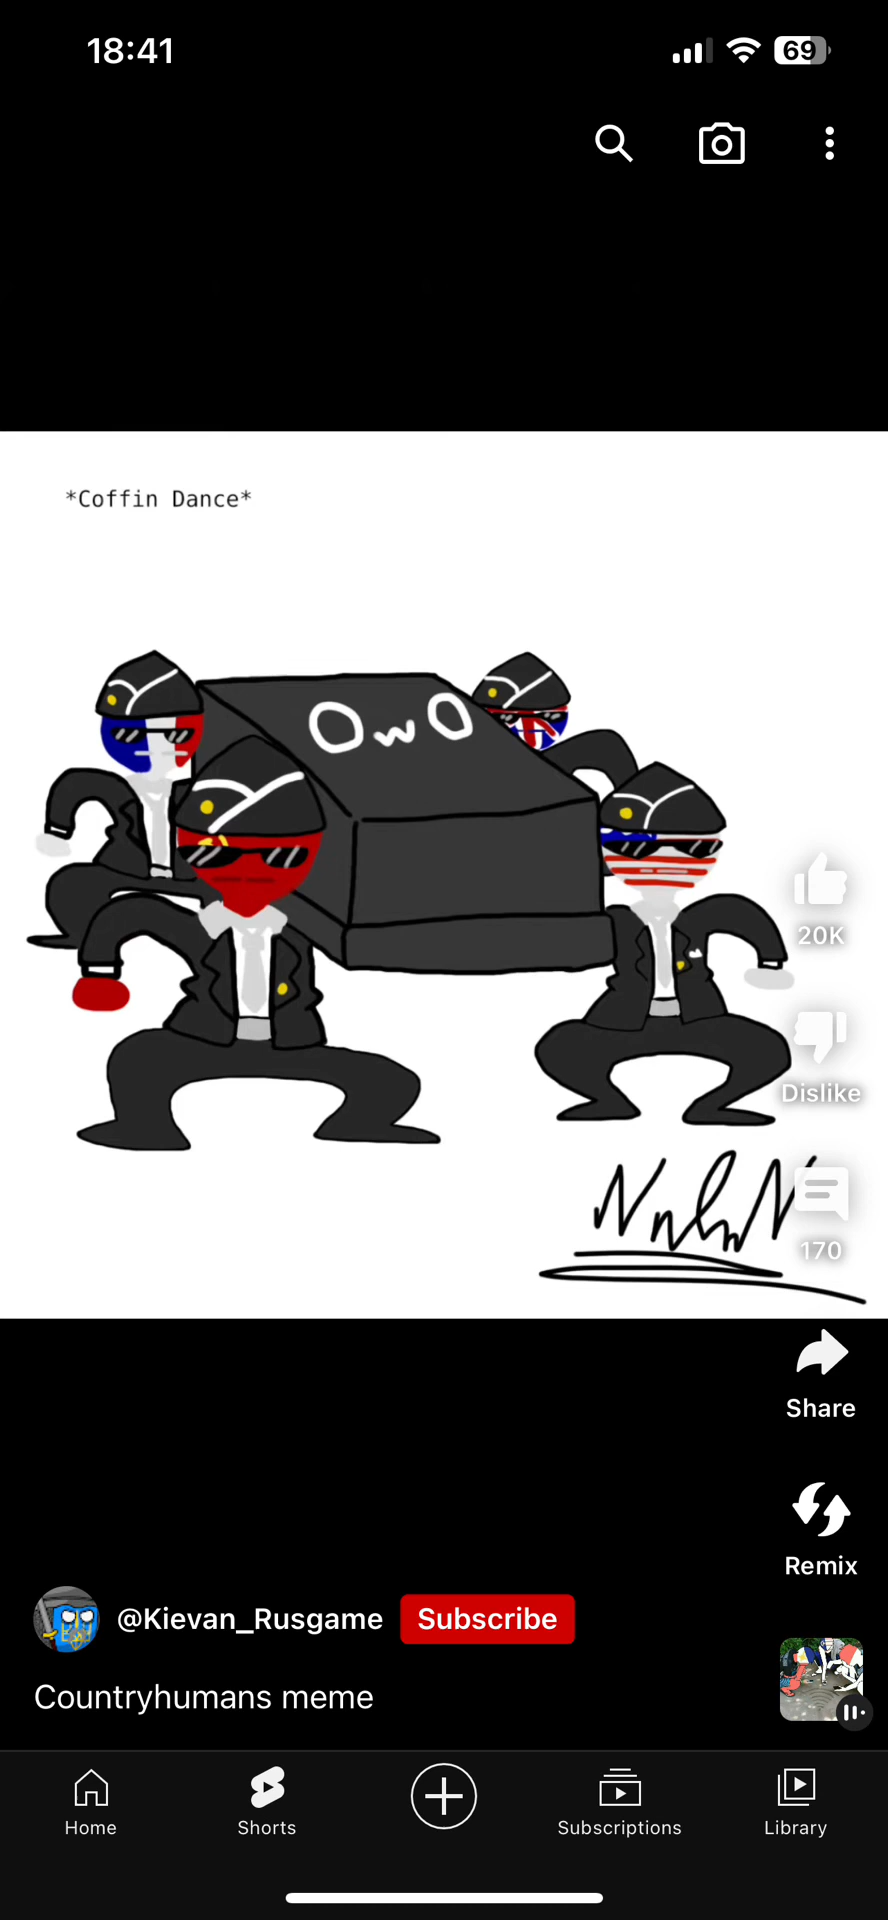 18:41
69
*Coffin Dance*
OwO
20K
Dislike
170
Share
Remix
@Kievan_Rusgame
Subscribe
Countryhumans meme
Home
Shorts
Subscriptions
Library